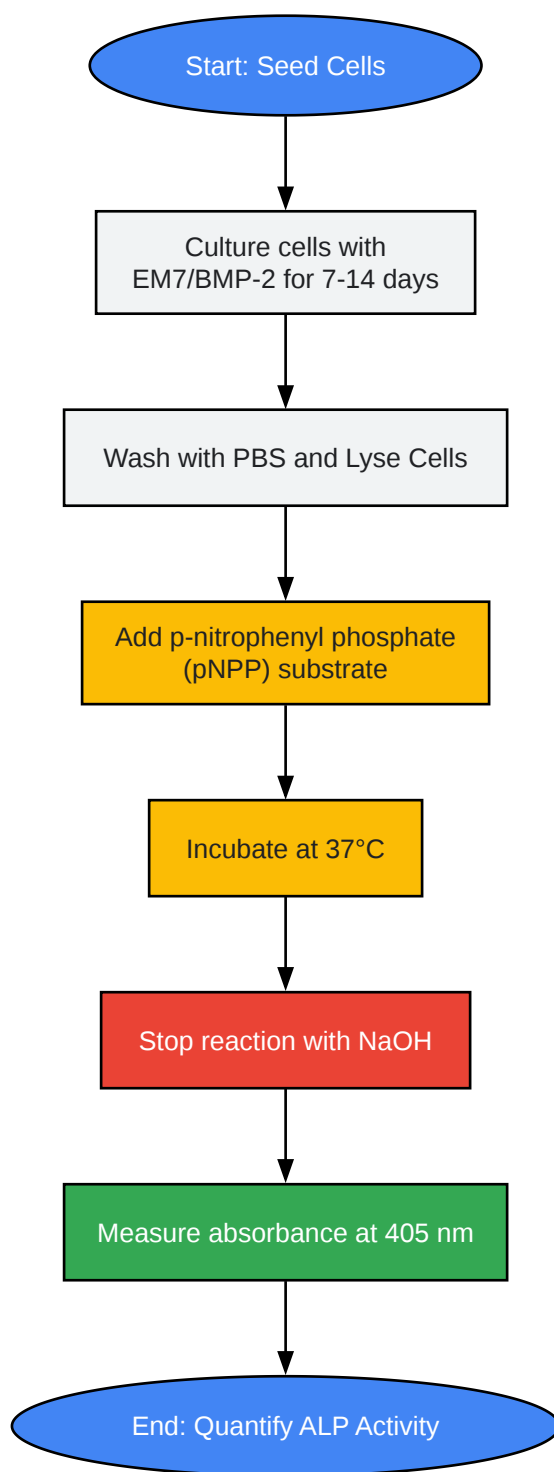 Start: Seed Cells
Culture cells with
EM7/BMP-2 for 7-14 days
Wash with PBS and Lyse Cells
Add p-nitrophenyl phosphate
(pNPP) substrate
Incubate at 37°C
Stop reaction with NaOH
Measure absorbance at 405 nm
End: Quantify ALP Activity